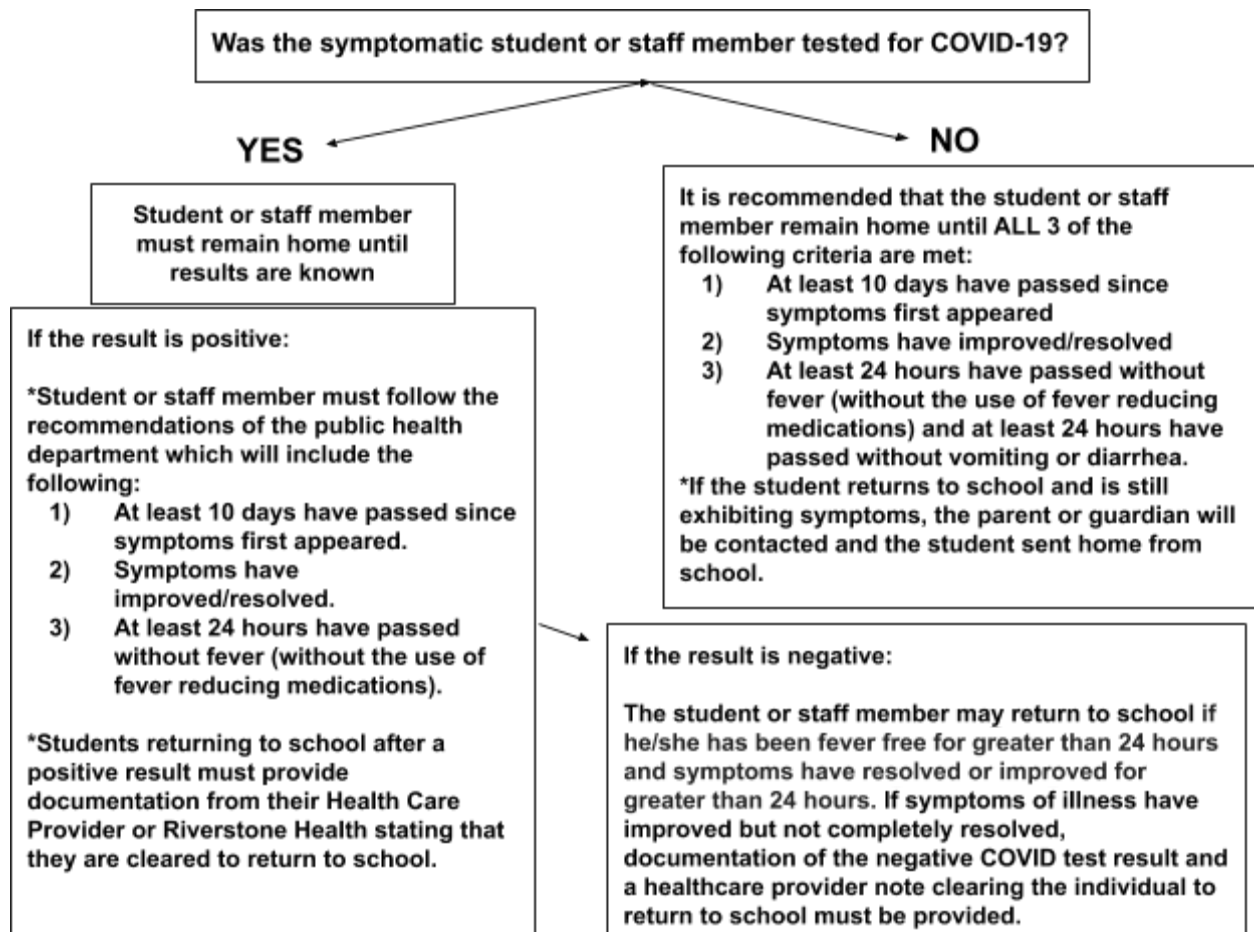 Was the symptomatic student or staff member tested for COVID-19?
YES
Student or staff member
must remain home until
results are known
If the result is positive:
*Student or staff member must follow the
recommendations of the public health
department which will include the
following:
1) At least 10 days have passed since
symptoms first appeared.
2) Symptoms have
improved/resolved.
3) At least 24 hours have passed
without fever (without the use of
fever reducing medications).
*Students returning to school after a
positive result must provide
documentation from their Health Care
Provider or Riverstone Health stating that
they are cleared to return to school.
NO
It is recommended that the student or staff
member remain home until ALL 3 of the
following criteria are met:
1) At least 10 days have passed since
symptoms first appeared
2) Symptoms have improved/resolved
3) At least 24 hours have passed without
fever (without the use of fever reducing
medications) and at least 24 hours have
passed without vomiting or diarrhea.
*If the student returns to school and is still
exhibiting symptoms, the parent or guardian will
be contacted and the student sent home from
school.
If the result is negative:
The student or staff member may return to school if
he/she has been fever free for greater than 24 hours
and symptoms have resolved or improved for
greater than 24 hours. If symptoms of illness have
improved but not completely resolved,
documentation of the negative COVID test result and
a healthcare provider note clearing the individual to
return to school must be provided.